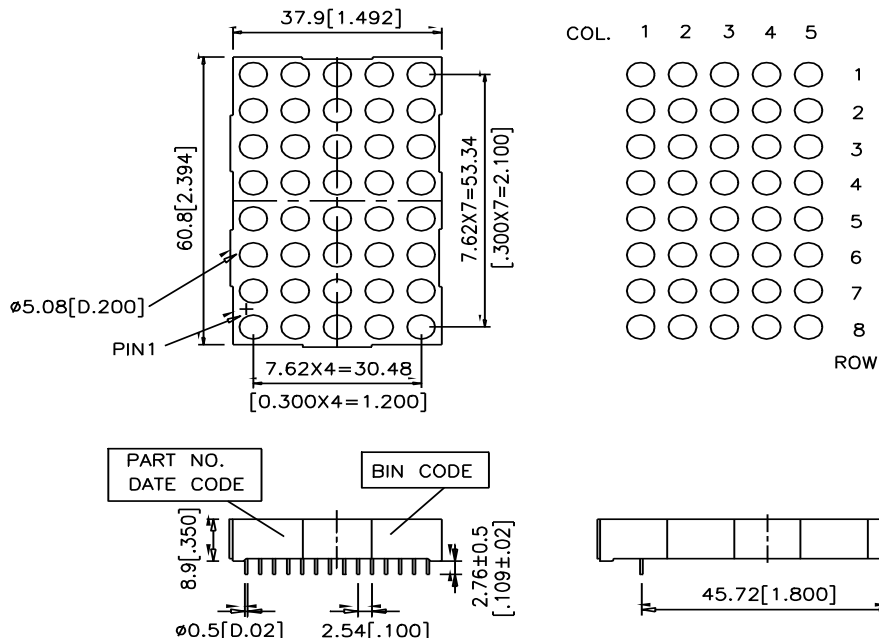 37.9[1.492]
60.8[2.394]
7.62X7=53.34
[.300X7=2.100]
ø5.08[D.200]
PIN1
7.62X4=30.48
[0.300X4=1.200]
COL. 1 2 3 4 5
1
2
3
4
5
6
7
8
ROW
PART NO.
DATE CODE
BIN CODE
8.9[.350]
2.76±0.5
[.109±.02]
ø0.5[D.02]
2.54[.100]
45.72[1.800]